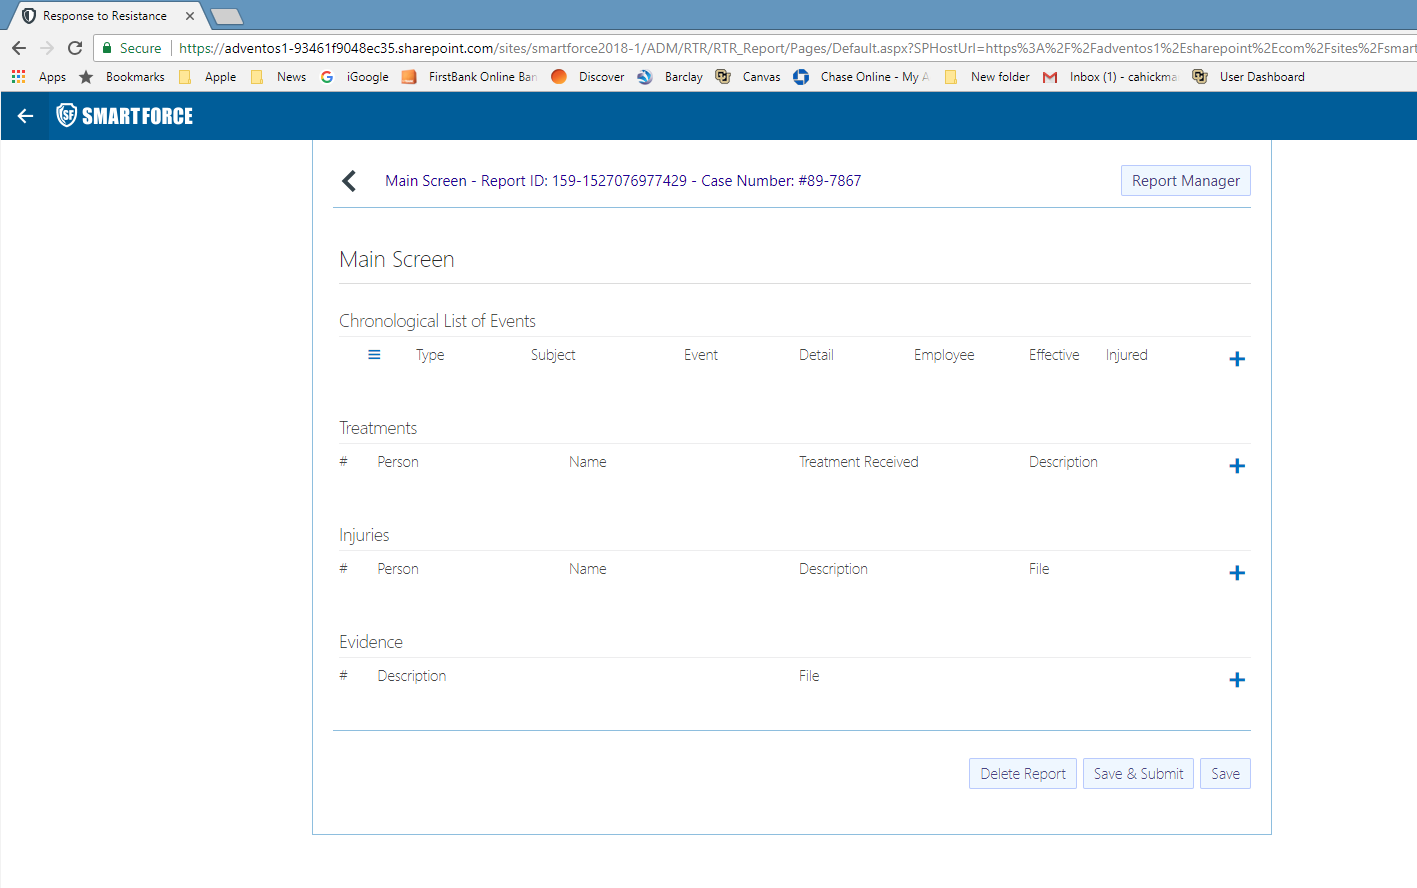 Response to Resistance
Secure https://adventos1-93461f9048ec35.sharepoint.com/sites/smartforce2018-1/ADM/RTR/RTR_Report/Pages/Default.aspx?SPHostUrl=https%3A%2F%2Fadventos1%2Esharepoint%2Ecom%2Fsites%2Fsmart
Apps Bookmarks Apple News iGoogle FirstBank Online Ban Discover Barclay Canvas Chase Online - My A New folder Inbox (1) - cahickma User Dashboard
SF SMARTFORCE
Main Screen - Report ID: 159-1527076977429 - Case Number: #89-7867 Report Manager
Main Screen
Chronological List of Events
Type Subject Event Detail Employee Effective Injured
Treatments
# Person Name Treatment Received Description
Injuries
# Person Name Description File
Evidence
# Description File
Delete Report Save & Submit Save